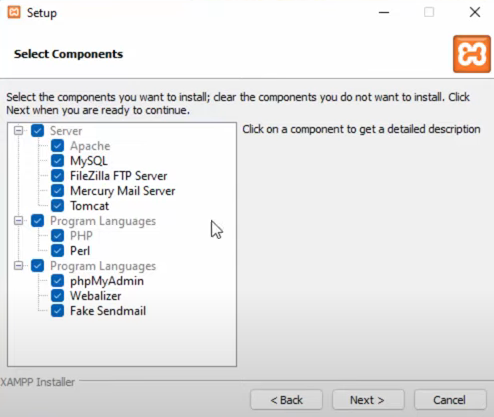 Setup
Select Components
Select the components you want to install; clear the components you do not want to install. Click
Next when you are ready to continue.
Server
Apache
MySQL
FileZilla FTP Server
Mercury Mail Server
Tomcat
Program Languages
PHP
Perl
Program Languages
phpMyAdmin
Webalizer
Fake Sendmail
Click on a component to get a detailed description
XAMPP Installer
< Back
Next >
Cancel